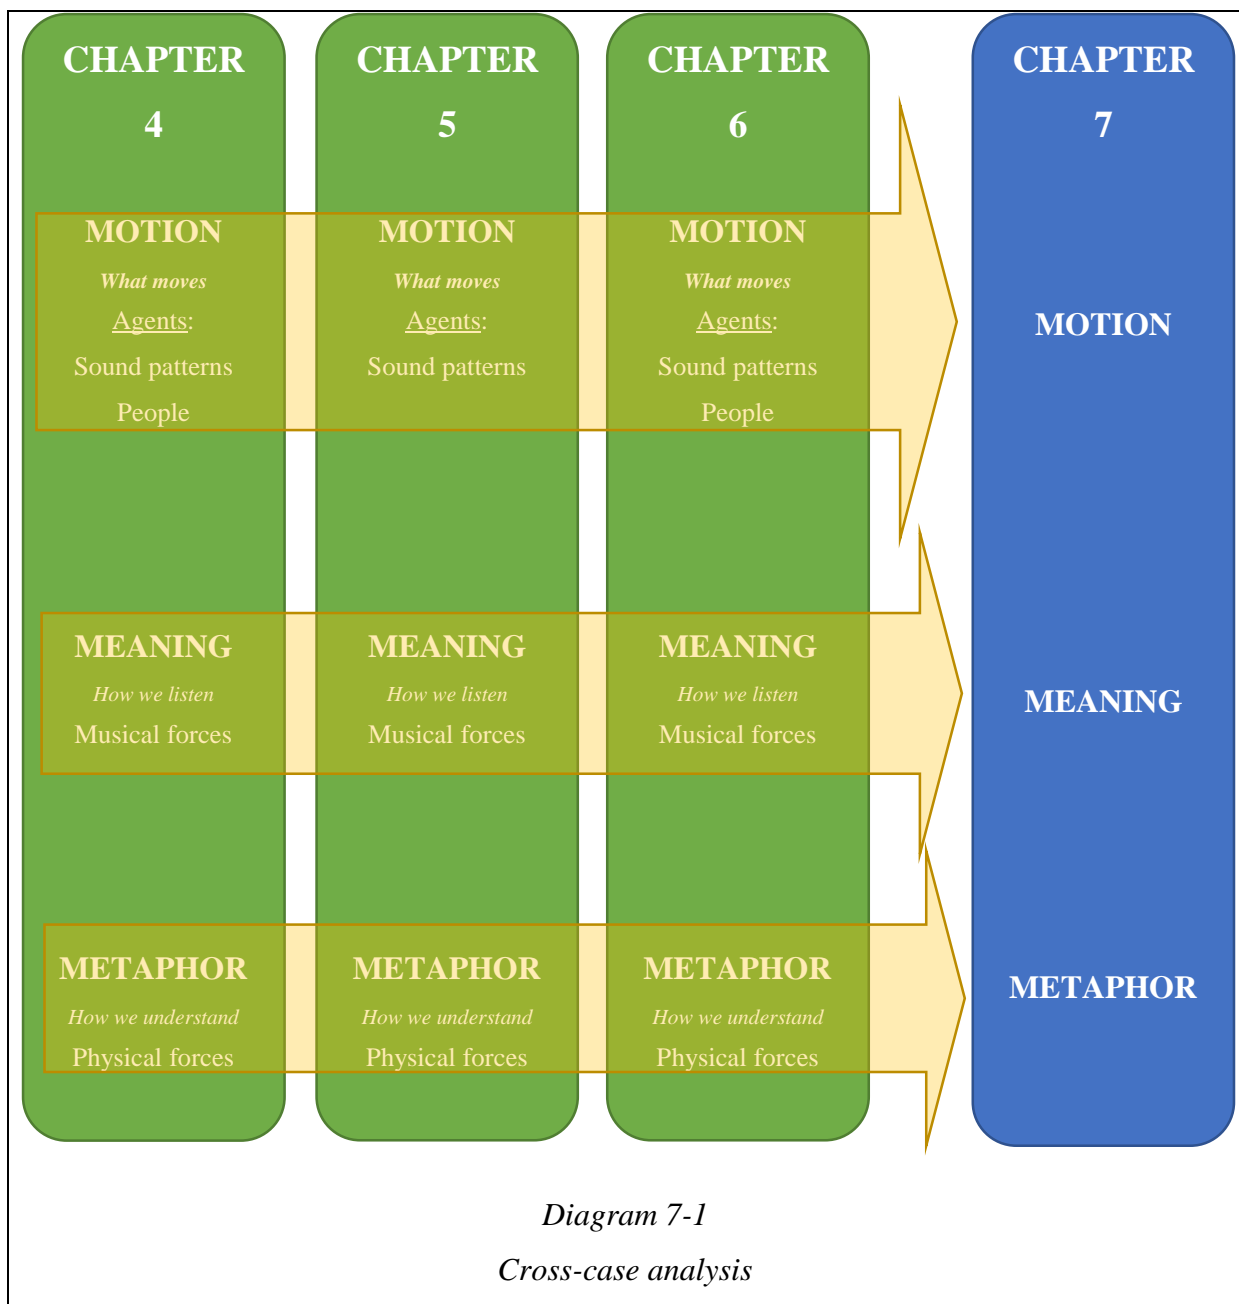 CHAPTER
4
MOTION
What moves
Agents:
Sound patterns
People
MEANING
How we listen
Musical forces
METAPHOR
How we understand
Physical forces
CHAPTER
5
MOTION
What moves
Agents:
Sound patterns
MEANING
How we listen
Musical forces
METAPHOR
How we understand
Physical forces
CHAPTER
6
MOTION
What moves
Agents:
Sound patterns
People
MEANING
How we listen
Musical forces
METAPHOR
How we understand
Physical forces
CHAPTER
7
MOTION
MEANING
METAPHOR
Diagram 7-1
Cross-case analysis